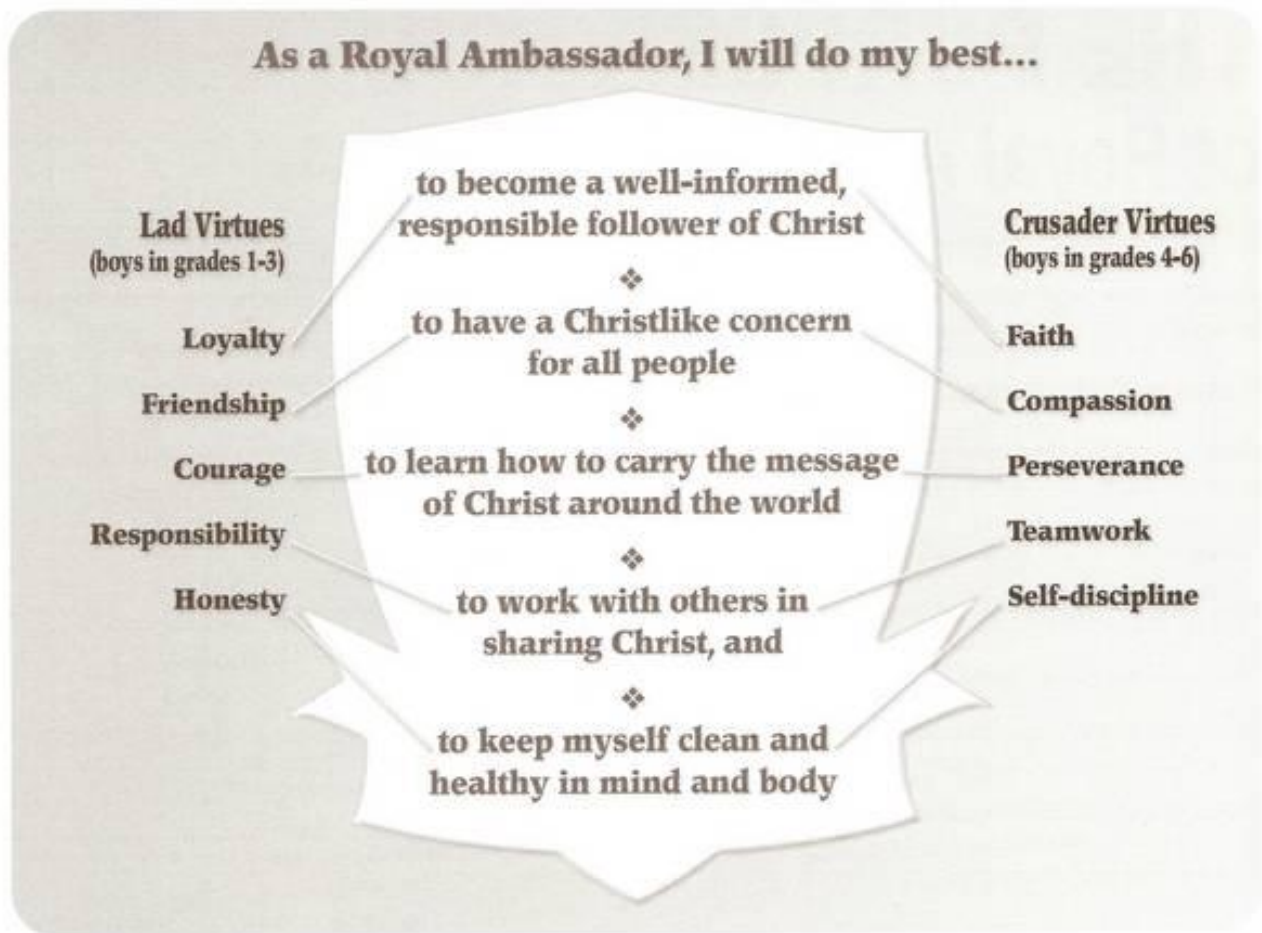 As a Royal Ambassador, I will do my best...
Lad Virtues
(boys in grades 1-3)
Loyalty
Friendship
Courage
Responsibility
Honesty
to become a well-informed,
responsible follower of Christ
❖
to have a Christlike concern
for all people
❖
to learn how to carry the message
of Christ around the world
❖
to work with others in
sharing Christ, and
❖
to keep myself clean and
healthy in mind and body
Crusader Virtues
(boys in grades 4-6)
Faith
Compassion
Perseverance
Teamwork
Self-discipline